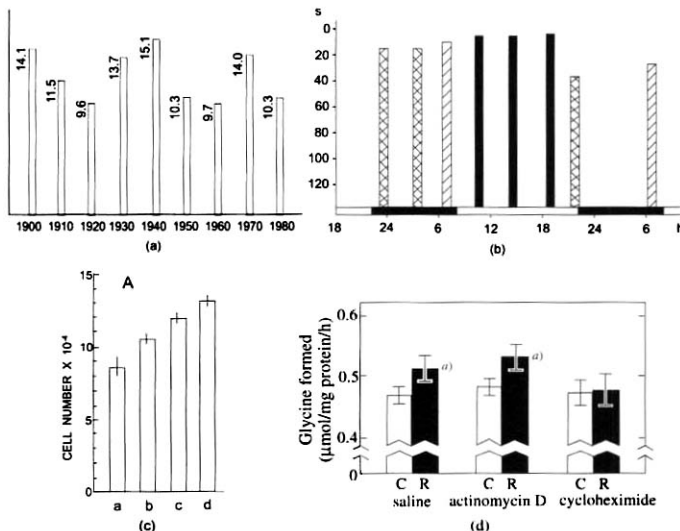 14.1
11.5
9.6
13.7
15.1
10.3
9.7
14.0
10.3
1900 1910 1920 1930 1940 1950 1960 1970 1980
(a)
s
0
20
40
60
80
100
120
18 24 6 12 18 24 6 h
(b)
A
CELL NUMBER X 10⁻⁴
15
10
5
0
a b c d
(c)
Glycine formed
(μmol/mg protein/h)
0.6
0.5
0.4
0
a) a)
C R C R C R
saline actinomycin D cycloheximide
(d)